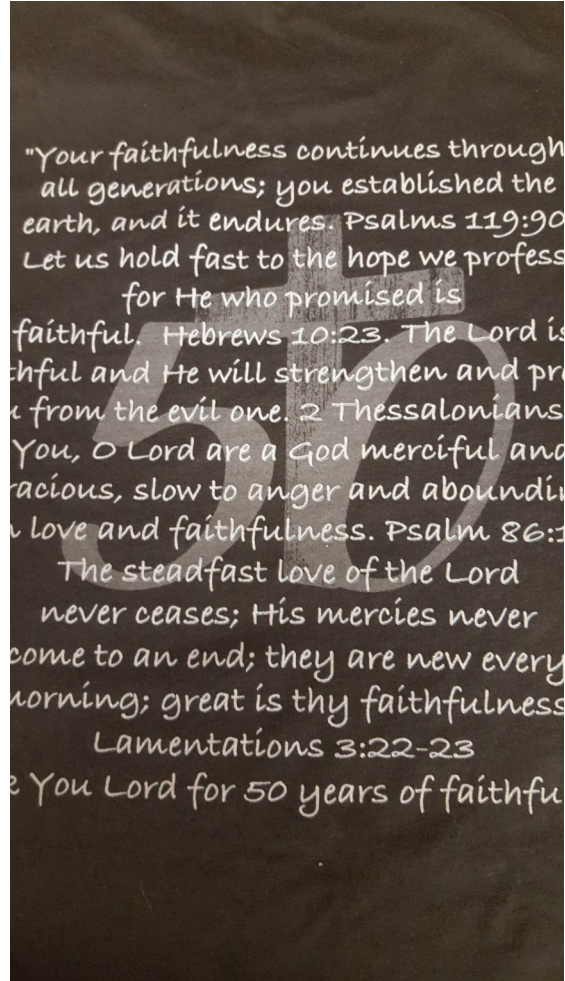 "Your faithfulness continues through
all generations; you established the
earth, and it endures. Psalms 119:90
Let us hold fast to the hope we profess
for He who promised is
faithful. Hebrews 10:23. The Lord is
and He will strengthen and
from the evil one. 2 Thessalonians
You, O Lord are a God merciful and
slow to anger and
love and faithfulness. Psalm
The steadfast love of the Lord
never ceases; His mercies never
come to an end; they are new every
great is thy faithfulness
Lamentations 3:22-23
You Lord for 50 years of
50